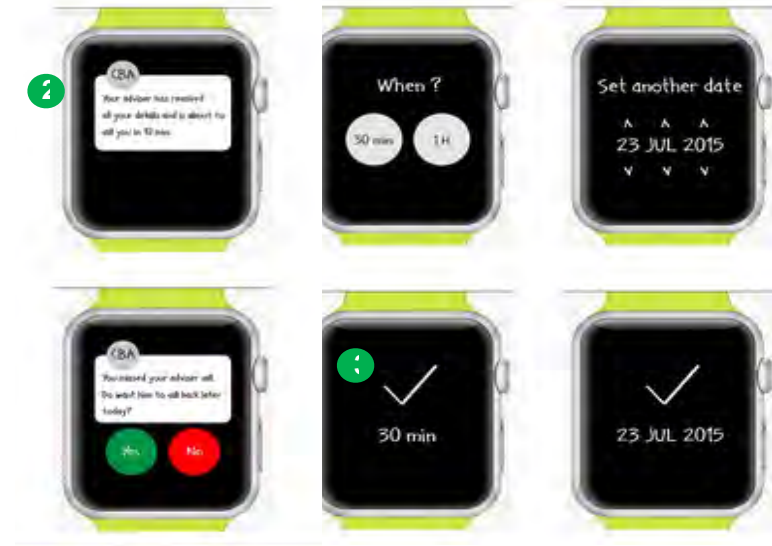 2
CBA
Your adviser has received
all your details and is about to
call you in 10 min.
When ?
30 min
1H
Set another date
23 JUL 2015
CBA
You missed your adviser call.
Do want him to call back later
today?
Yes
No
30 min
23 JUL 2015